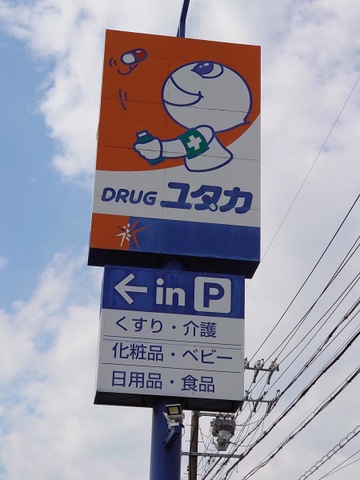 DRUG ユタカ
← in P
くすり・介護
化粧品・ベビー
日用品・食品